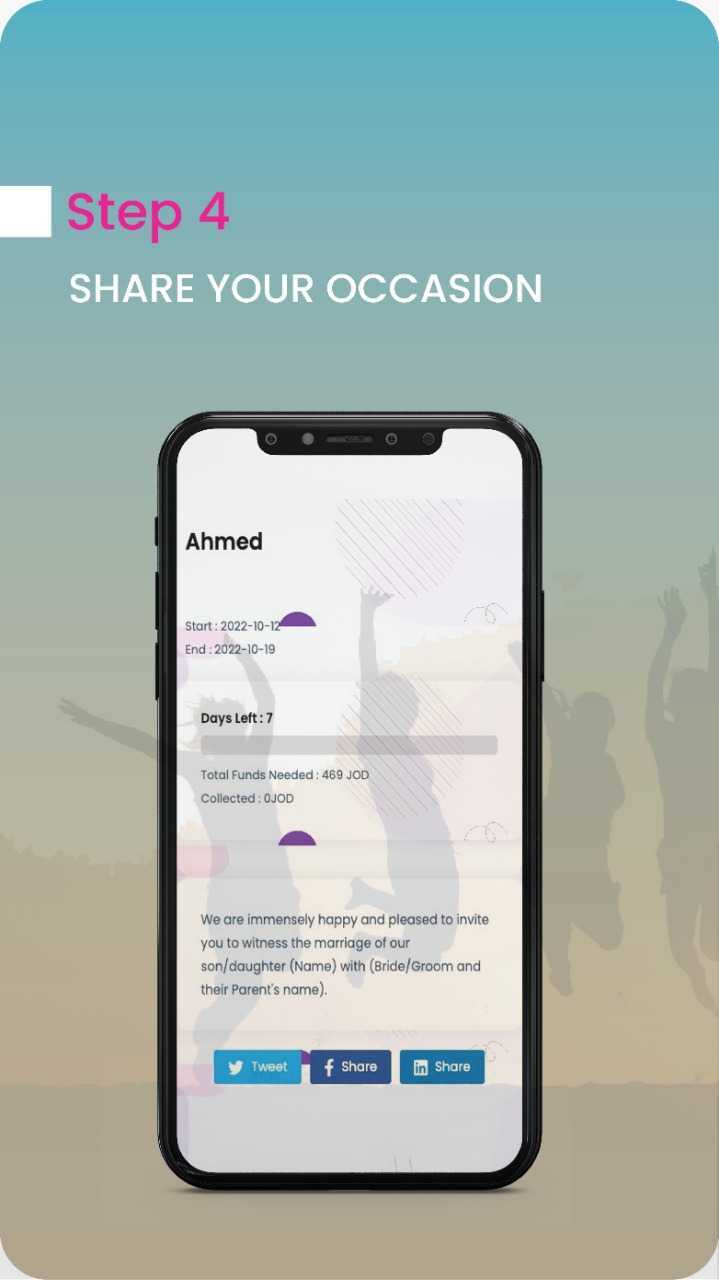 Step 4
SHARE YOUR OCCASION
Ahmed
Start : 2022-10-12
End : 2022-10-19
Days Left : 7
Total Funds Needed : 469 JOD
Collected : 0JOD
We are immensely happy and pleased to invite
you to witness the marriage of our
son/daughter (Name) with (Bride/Groom and
their Parent's name).
Tweet Share Share